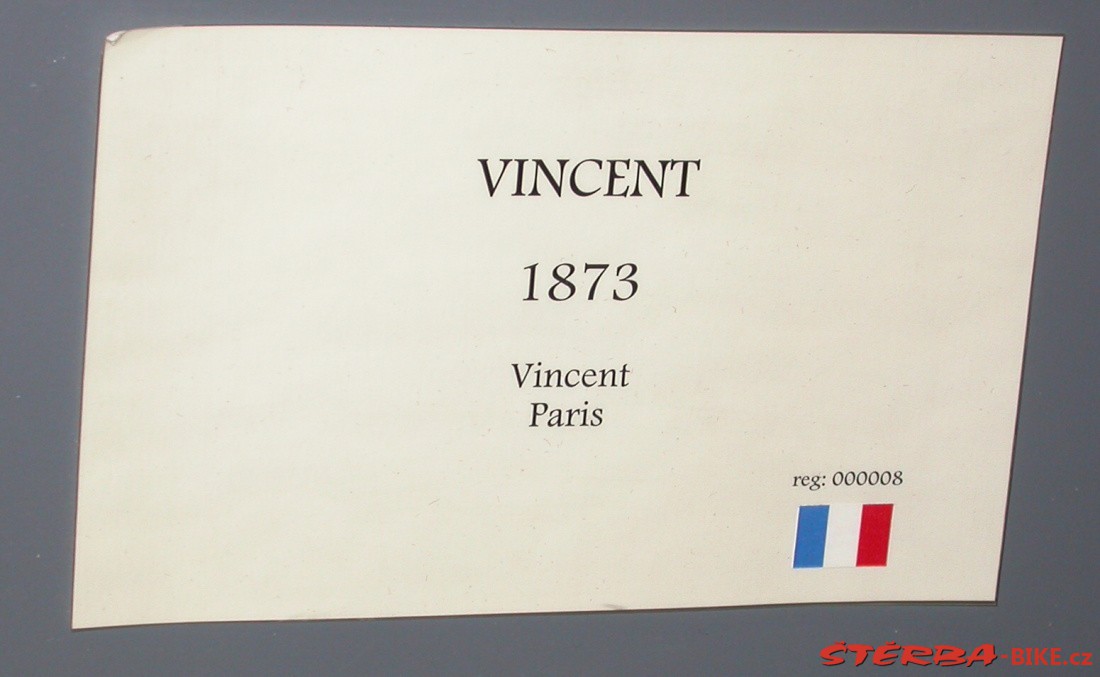 VINCENT
1873
Vincent
Paris
reg: 000008
ŠTĚRBA-BIKE.cz